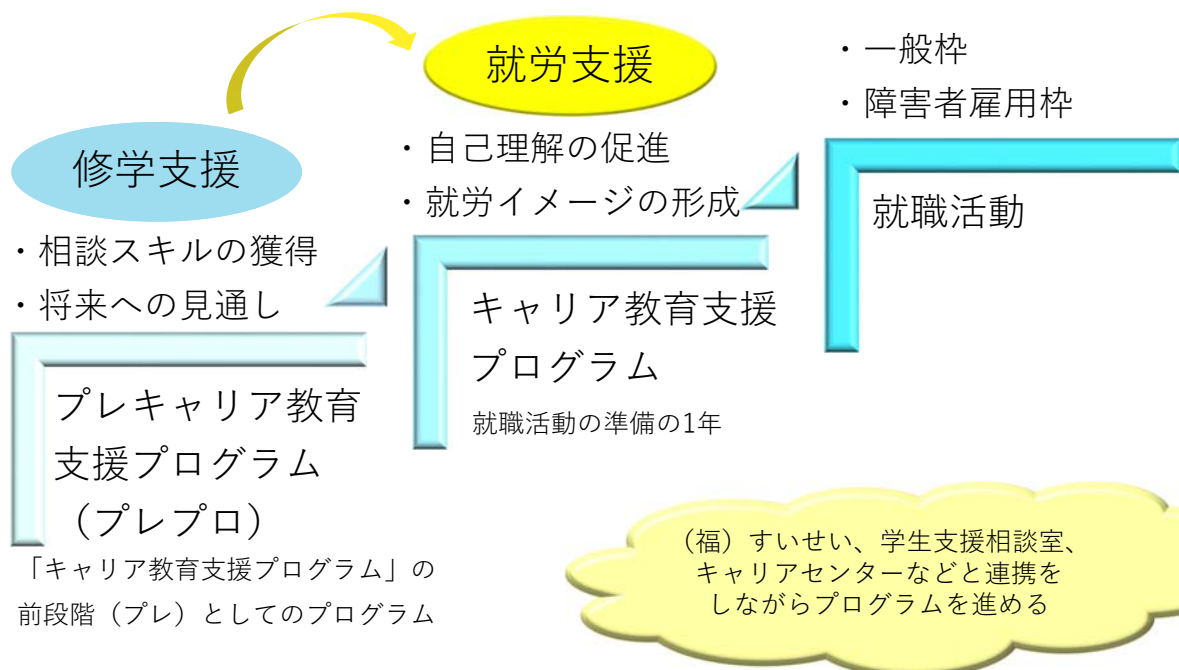 修学支援
・相談スキルの獲得
・将来への見通し
プレキャリア教育
支援プログラム
（プレプロ）
「キャリア教育支援プログラム」の
前段階（プレ）としてのプログラム
就労支援
・自己理解の促進
・就労イメージの形成
キャリア教育支援
プログラム
就職活動の準備の1年
・一般枠
・障害者雇用枠
就職活動
（福）すいせい、学生支援相談室、
キャリアセンターなどと連携を
しながらプログラムを進める